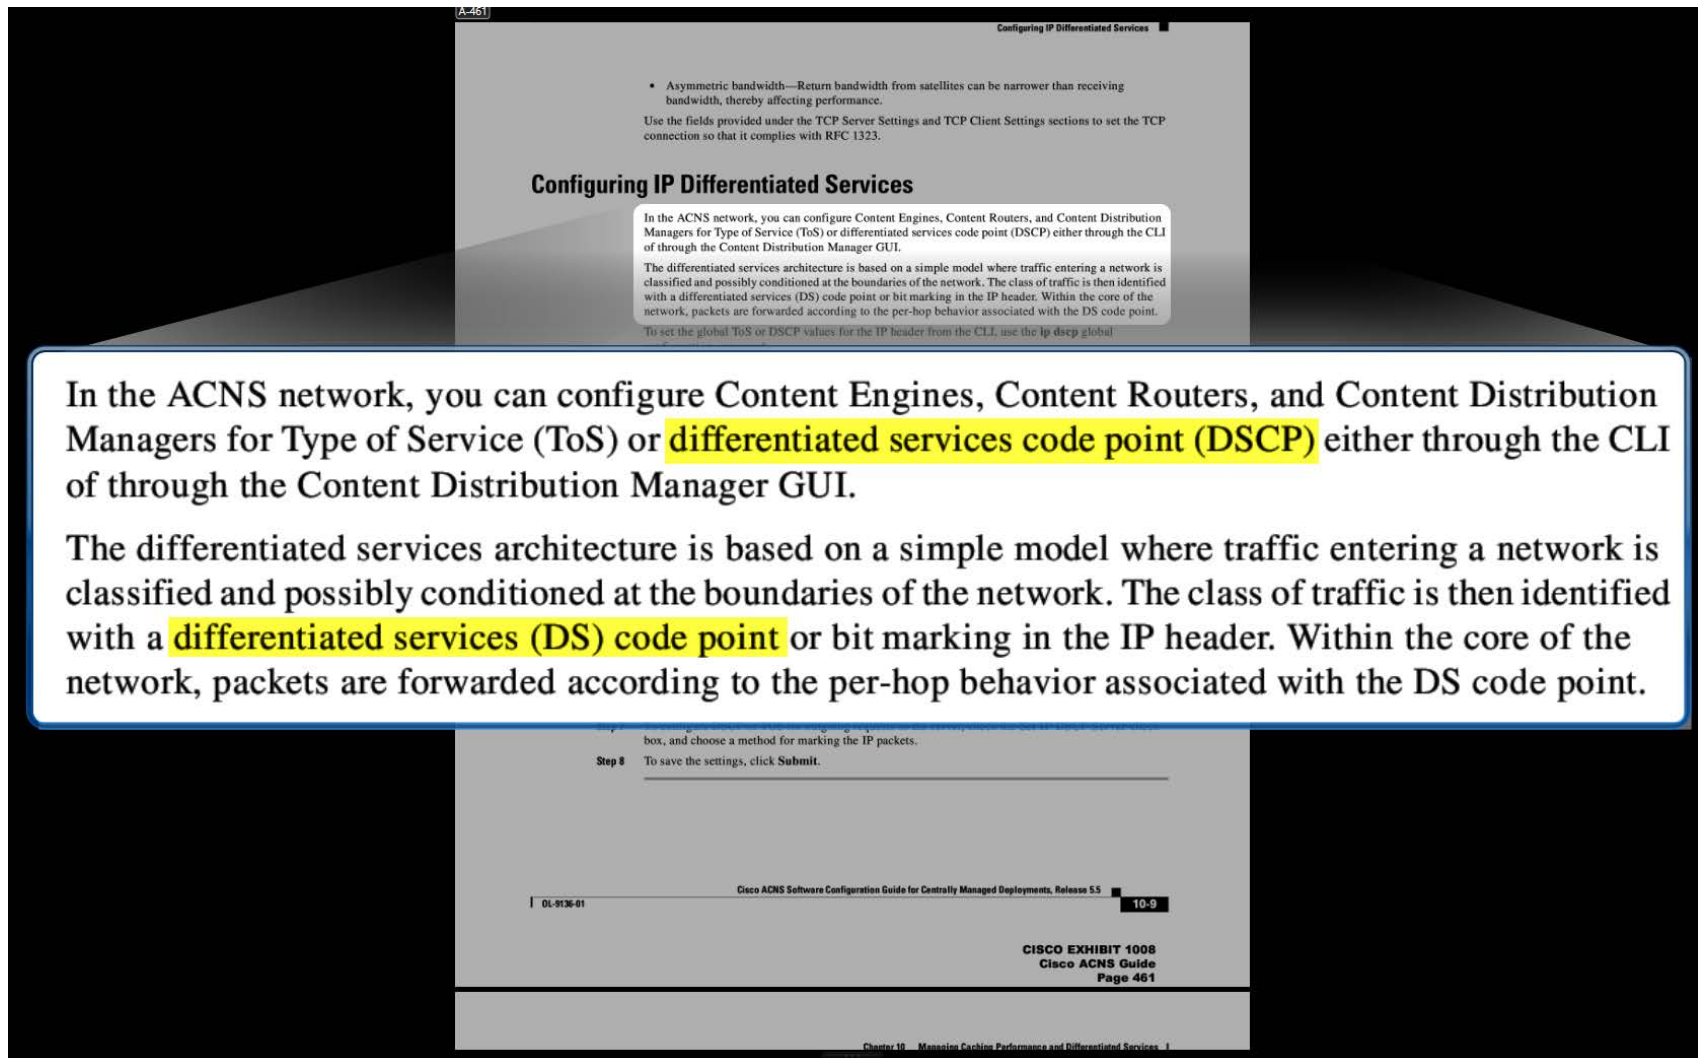 A-461
Configuring IP Differentiated Services
• Asymmetric bandwidth—Return bandwidth from satellites can be narrower than receiving
bandwidth, thereby affecting performance.
Use the fields provided under the TCP Server Settings and TCP Client Settings sections to set the TCP
connection so that it complies with RFC 1323.
Configuring IP Differentiated Services
In the ACNS network, you can configure Content Engines, Content Routers, and Content Distribution
Managers for Type of Service (ToS) or differentiated services code point (DSCP) either through the CLI
of through the Content Distribution Manager GUI.
The differentiated services architecture is based on a simple model where traffic entering a network is
classified and possibly conditioned at the boundaries of the network. The class of traffic is then identified
with a differentiated services (DS) code point or bit marking in the IP header. Within the core of the
network, packets are forwarded according to the per-hop behavior associated with the DS code point.
To set the global ToS or DSCP values for the IP header from the CLI, use the ip dscp global
In the ACNS network, you can configure Content Engines, Content Routers, and Content Distribution
Managers for Type of Service (ToS) or differentiated services code point (DSCP) either through the CLI
of through the Content Distribution Manager GUI.
The differentiated services architecture is based on a simple model where traffic entering a network is
classified and possibly conditioned at the boundaries of the network. The class of traffic is then identified
with a differentiated services (DS) code point or bit marking in the IP header. Within the core of the
network, packets are forwarded according to the per-hop behavior associated with the DS code point.
box, and choose a method for marking the IP packets.
Step 8 To save the settings, click Submit.
Cisco ACNS Software Configuration Guide for Centrally Managed Deployments, Release 5.5
OL-9136-01
10-9
CISCO EXHIBIT 1008
Cisco ACNS Guide
Page 461
Chapter 10 Managing Caching Performance and Differentiated Services